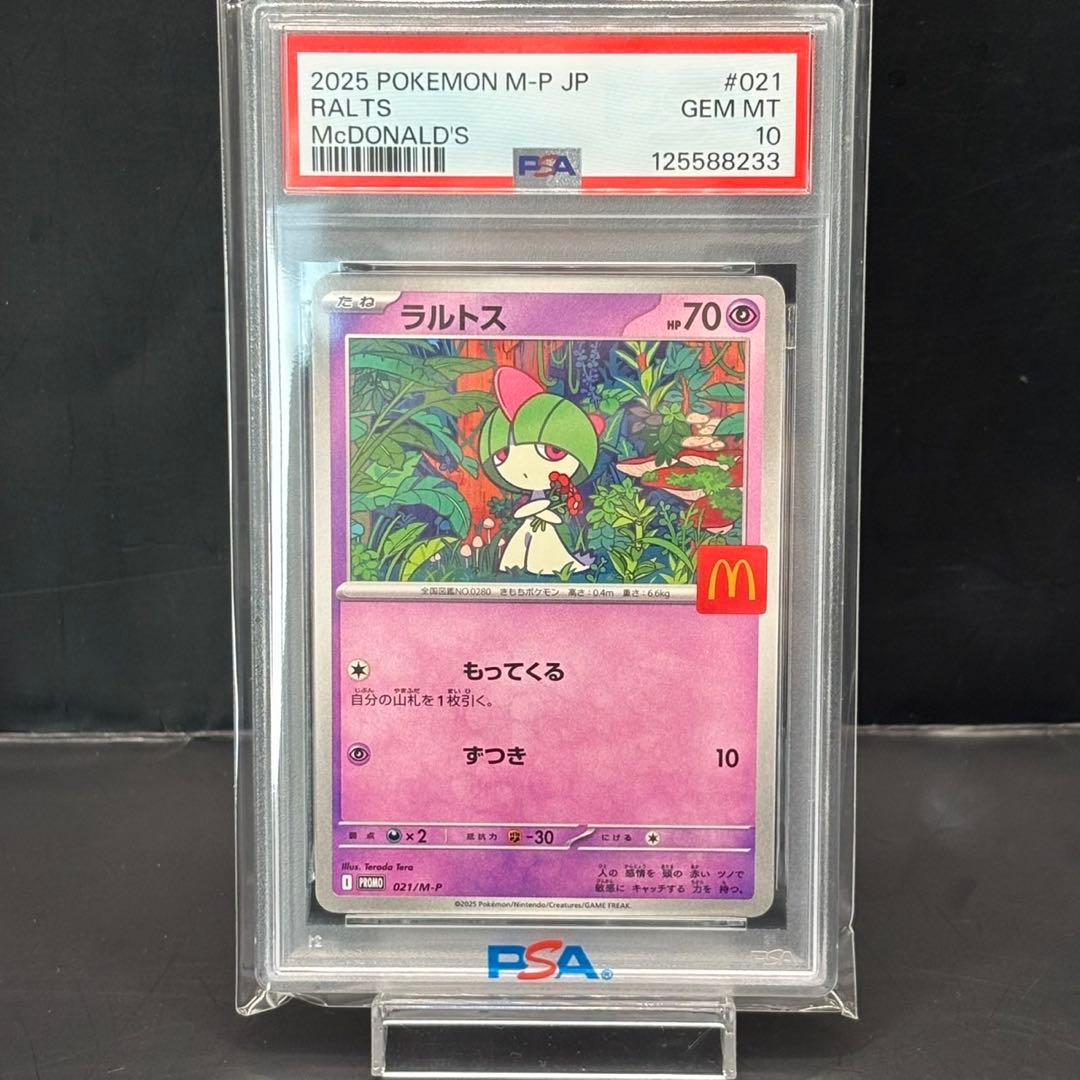 2025 POKEMON M-P JP #021
RALTS GEM MT
McDONALD'S 10
PSA 125588233
たね ラルトス HP70
全国図鑑NO.0280 きもちポケモン 高さ:0.4m 重さ:6.6kg
もってくる
自分の山札を1枚引く。
ずつき 10
弱点 ×2 抵抗力 -30 にげる
Illus. Terada Tera
I PROMO 021/M-P
人の 感情を 頭の 赤い ツノで
敏感に キャッチする 力を 持つ。
©2025 Pokémon/Nintendo/Creatures/GAME FREAK.
PSA®